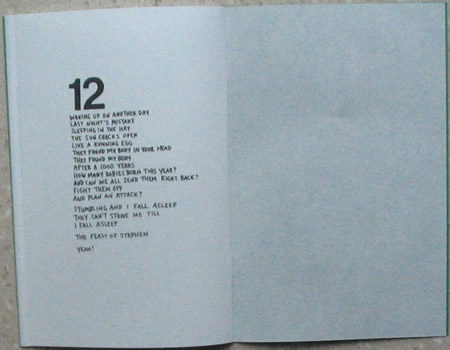 12
WAKING UP ON ANOTHER DAY
LAST NIGHT'S MISTAKE
SLEEPING IN THE HAY
THE SUN CRACKS OPEN
LIKE A RUNNING EGG
THEY FOUND MY BODY IN YOUR HEAD
THEY FOUND MY BODY
AFTER A 1000 YEARS
HOW MANY BABIES BORN THIS YEAR?
AND CAN WE ALL SEND THEM RIGHT BACK?
FIGHT THEM OFF
AND PLAN AN ATTACK?
STUMBLING AND I FALL ASLEEP
THEY CAN'T STONE ME TILL
I FALL ASLEEP
THE FEAST OF STEPHEN
YEAH!